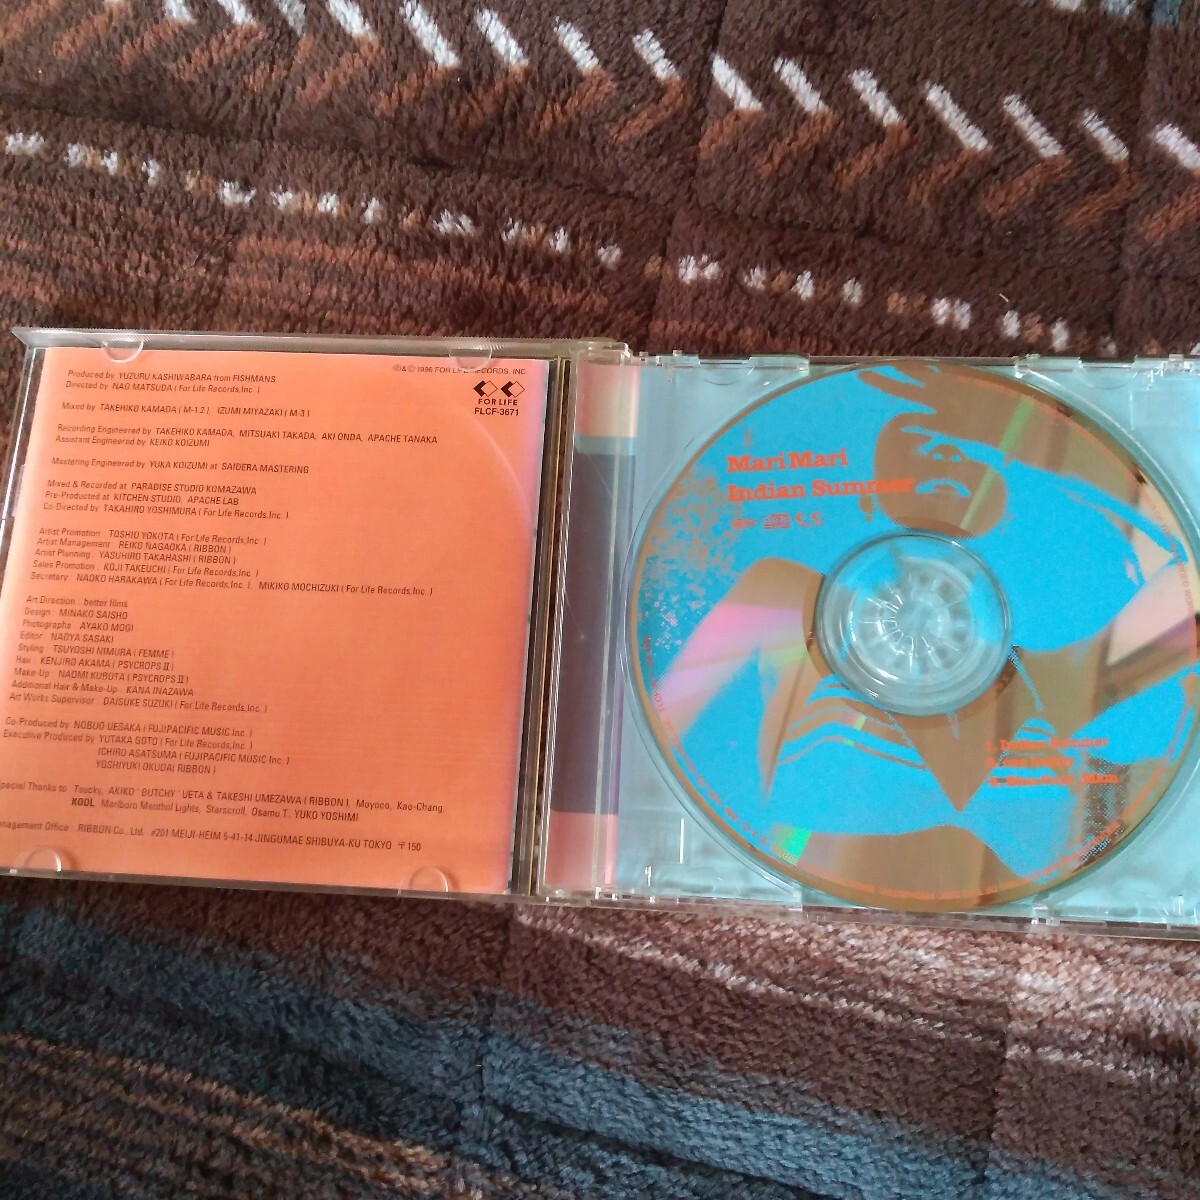 Produced by YUZURU KASHIWABARA from FISHMANS
Directed by NAO MATSUDA ( For Life Records,Inc. )
Mixed by TAKEHIKO KAMADA ( M-1.2 ), IZUMI MIYAZAKI ( M-3 )
Recording Engineered by TAKEHIKO KAMADA, MITSUAKI TAKADA, AKI ONDA, APACHE TANAKA
Assistant Engineered by KEIKO KOIZUMI
Mastering Engineered by YUKA KOIZUMI at SAIDERA MASTERING
Mixed & Recorded at PARADISE STUDIO KOMAZAWA
Pre-Produced at KITCHEN STUDIO, APACHE LAB
Co-Directed by TAKAHIRO YOSHIMURA ( For Life Records,Inc. )
Artist Promotion : TOSHIO YOKOTA ( For Life Records,Inc. )
Artist Management : REIKO NAGAOKA ( RIBBON )
Artist Planning : YASUHIRO TAKAHASHI ( RIBBON )
Sales Promotion : KOJI TAKEUCHI ( For Life Records,Inc. )
Secretary : NAOKO HARAKAWA ( For Life Records,Inc. ), MIKIKO MOCHIZUKI ( For Life Records,Inc. )
Art Direction : better films
Design : MINAKO SAISHO
Photographs : AYAKO MOGI
Editor : NAOYA SASAKI
Styling : TSUYOSHI NIMURA ( FEMME )
Hair : KENJIRO AKAMA ( PSYCROPS II )
Make-Up : NAOMI KUBOTA ( PSYCROPS II )
Additional Hair & Make-Up : KANA INAZAWA
Art Works Supervisor : DAISUKE SUZUKI ( For Life Records,Inc. )
Co-Produced by NOBUO UESAKA ( FUJIPACIFIC MUSIC Inc. )
Executive Produced by YUTAKA GOTO ( For Life Records,Inc. )
ICHIRO ASATSUMA ( FUJIPACIFIC MUSIC Inc. )
YOSHIYUKI OKUDA( RIBBON )
Special Thanks to : Toucky, AKIKO "BUTCHY" UETA & TAKESHI UMEZAWA ( RIBBON ), Moyoco, Kao-Chang,
KOOL, Marlboro Menthol Lights, Starscroll, Osamu T., YUKO YOSHIMI
Management Office : RIBBON Co., Ltd. #201 MEIJI-HEIM 5-41-14 JINGUMAE SHIBUYA-KU TOKYO 〒150
℗&© 1996 FOR LIFE RECORDS, INC.
FOR LIFE
FLCF-3671
MariMari
Indian Summer
1. Indian Summer